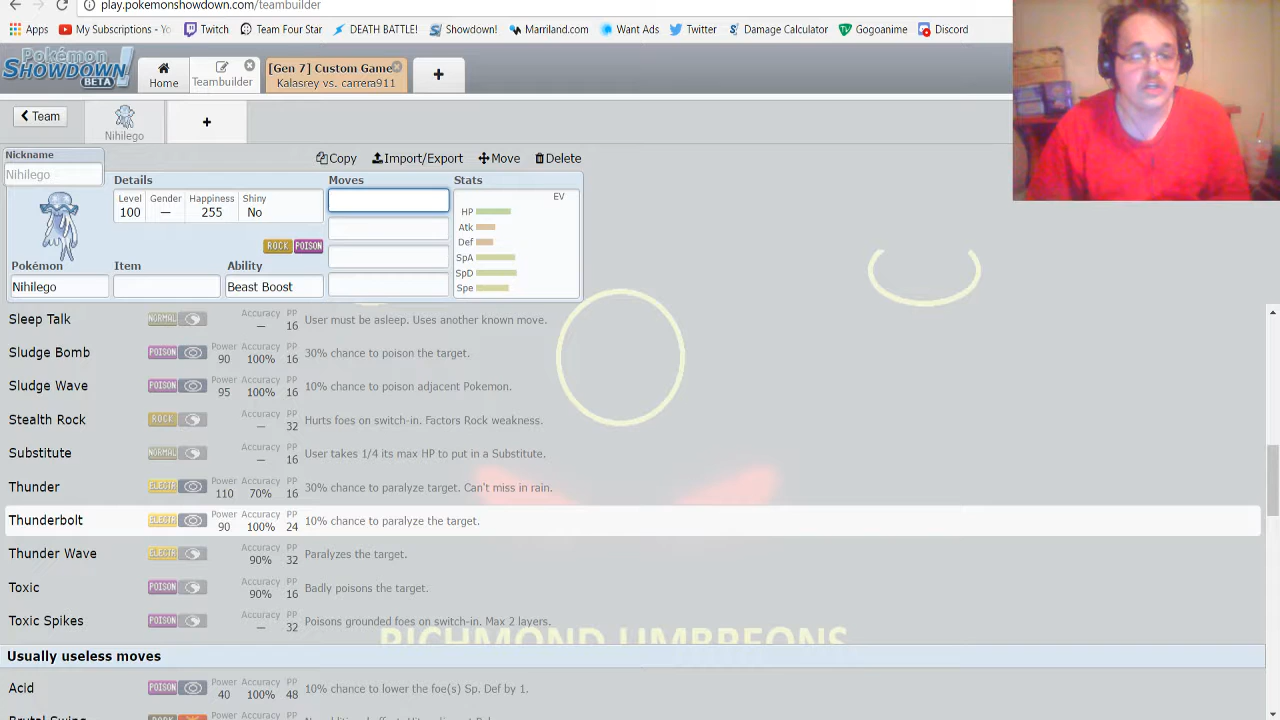 play.pokemonshowdown.com/teambuilder
Apps My Subscriptions - Yo Twitch Team Four Star DEATH BATTLE! Showdown! Marriland.com Want Ads Twitter Damage Calculator Gogoanime Discord
Pokémon SHOWDOWN! BETA
Home
Teambuilder
[Gen 7] Custom Game
Kalasrey vs. carrera911
+
Team
Nihilego
+
Copy Import/Export Move Delete
Nickname
Nihilego
Details
Level Gender Happiness Shiny
100 — 255 No
ROCK POISON
Pokémon Item Ability
Nihilego Beast Boost
Moves
Stats
EV
HP
Atk
Def
SpA
SpD
Spe
Sleep Talk NORMAL Accuracy — PP 16 User must be asleep. Uses another known move.
Sludge Bomb POISON Power 90 Accuracy 100% PP 16 30% chance to poison the target.
Sludge Wave POISON Power 95 Accuracy 100% PP 16 10% chance to poison adjacent Pokemon.
Stealth Rock ROCK Accuracy — PP 32 Hurts foes on switch-in. Factors Rock weakness.
Substitute NORMAL Accuracy — PP 16 User takes 1/4 its max HP to put in a Substitute.
Thunder ELECTR Power 110 Accuracy 70% PP 16 30% chance to paralyze target. Can't miss in rain.
Thunderbolt ELECTR Power 90 Accuracy 100% PP 24 10% chance to paralyze the target.
Thunder Wave ELECTR Accuracy 90% PP 32 Paralyzes the target.
Toxic POISON Accuracy 90% PP 16 Badly poisons the target.
Toxic Spikes POISON Accuracy — PP 32 Poisons grounded foes on switch-in. Max 2 layers.
RICHMOND UMBREONS
Usually useless moves
Acid POISON Power 40 Accuracy 100% PP 48 10% chance to lower the foe(s) Sp. Def by 1.
Brutal Swing Power Accuracy PP